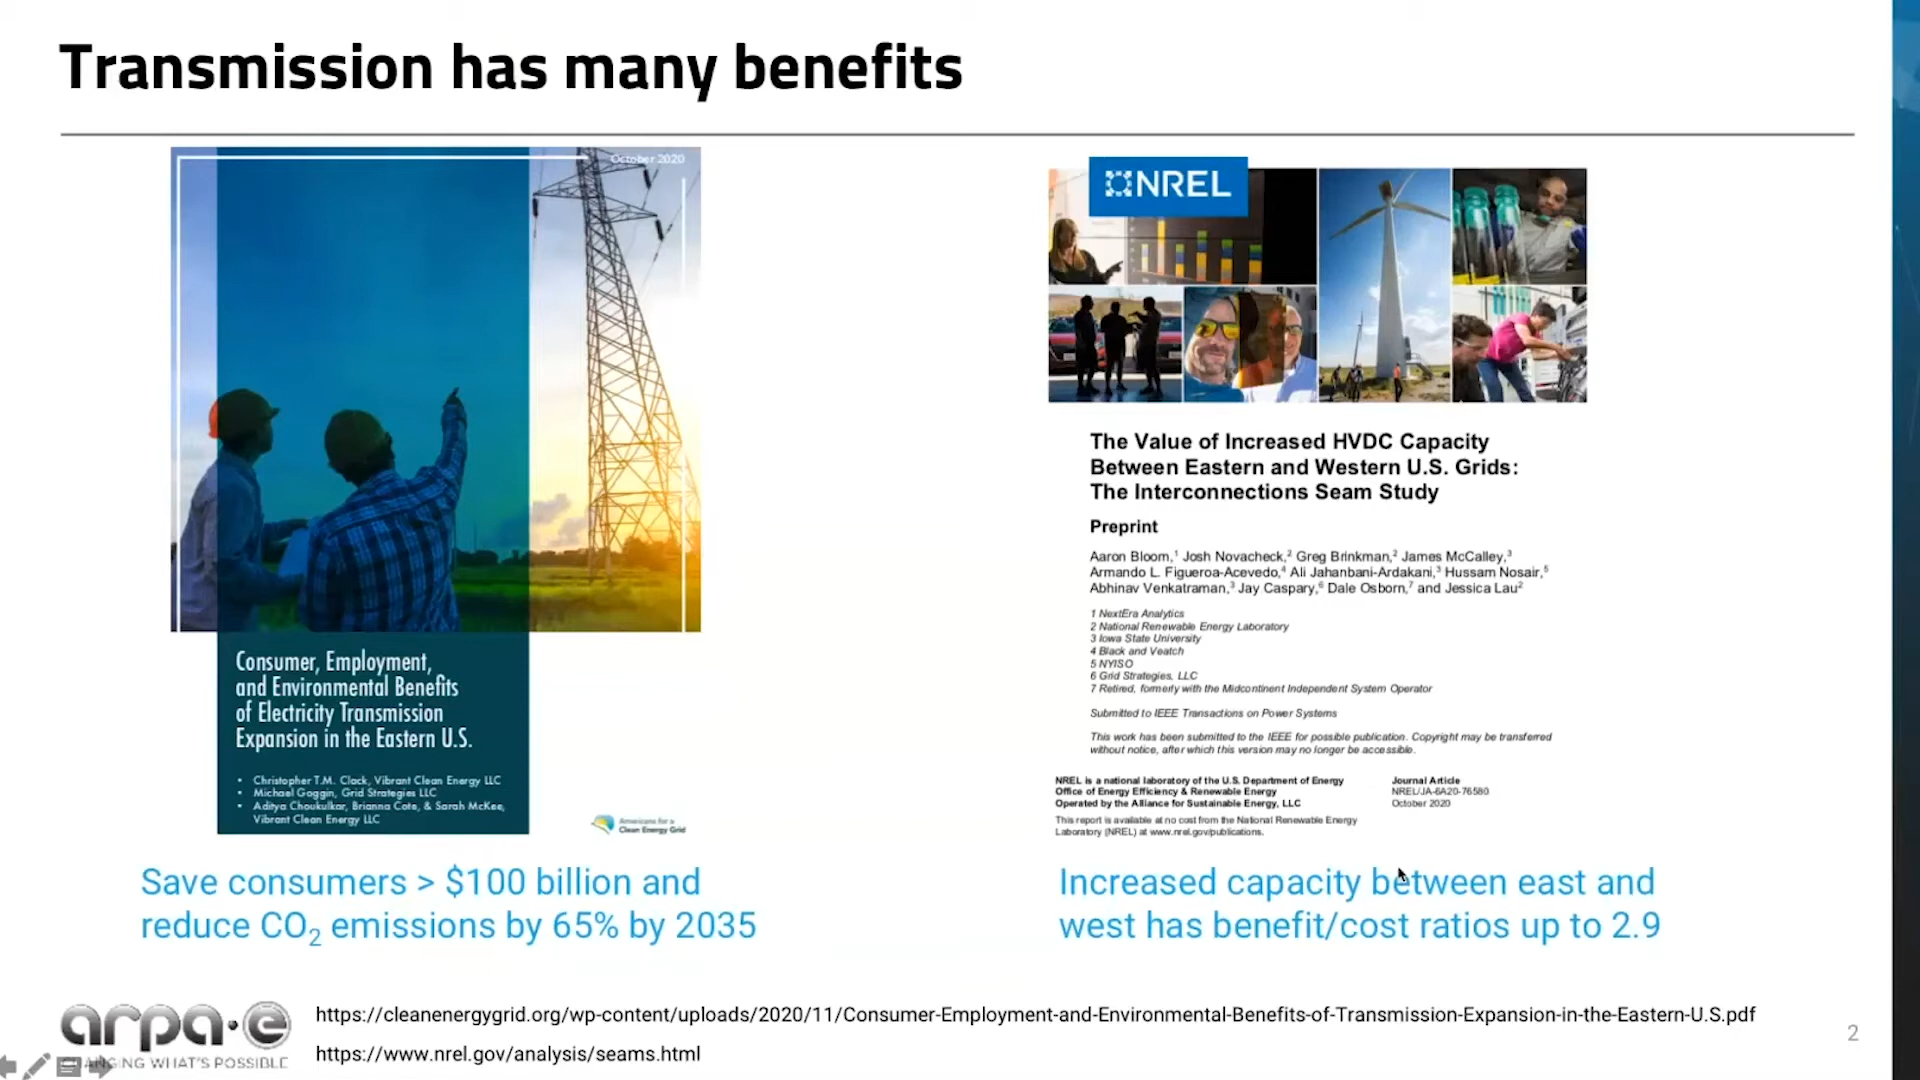 Transmission has many benefits
October 2020
Consumer, Employment,
and Environmental Benefits
of Electricity Transmission
Expansion in the Eastern U.S.
• Christopher T.M. Clack, Vibrant Clean Energy LLC
• Michael Goggin, Grid Strategies LLC
• Aditya Choukulkar, Brianna Cote, & Sarah McKee,
Vibrant Clean Energy LLC
Americans for a
Clean Energy Grid
Save consumers > $100 billion and
reduce CO2 emissions by 65% by 2035
NREL
The Value of Increased HVDC Capacity
Between Eastern and Western U.S. Grids:
The Interconnections Seam Study
Preprint
Aaron Bloom,1 Josh Novacheck,2 Greg Brinkman,2 James McCalley,3
Armando L. Figueroa-Acevedo,4 Ali Jahanbani-Ardakani,3 Hussam Nosair,5
Abhinav Venkatraman,3 Jay Caspary,6 Dale Osborn,7 and Jessica Lau2
1 NextEra Analytics
2 National Renewable Energy Laboratory
3 Iowa State University
4 Black and Veatch
5 NYISO
6 Grid Strategies, LLC
7 Retired, formerly with the Midcontinent Independent System Operator
Submitted to IEEE Transactions on Power Systems
This work has been submitted to the IEEE for possible publication. Copyright may be transferred
without notice, after which this version may no longer be accessible.
NREL is a national laboratory of the U.S. Department of Energy
Office of Energy Efficiency & Renewable Energy
Operated by the Alliance for Sustainable Energy, LLC
This report is available at no cost from the National Renewable Energy
Laboratory (NREL) at www.nrel.gov/publications.
Journal Article
NREL/JA-6A20-76580
October 2020
Increased capacity between east and
west has benefit/cost ratios up to 2.9
arpa·e
CHANGING WHAT'S POSSIBLE
https://cleanenergygrid.org/wp-content/uploads/2020/11/Consumer-Employment-and-Environmental-Benefits-of-Transmission-Expansion-in-the-Eastern-U.S.pdf
https://www.nrel.gov/analysis/seams.html
2